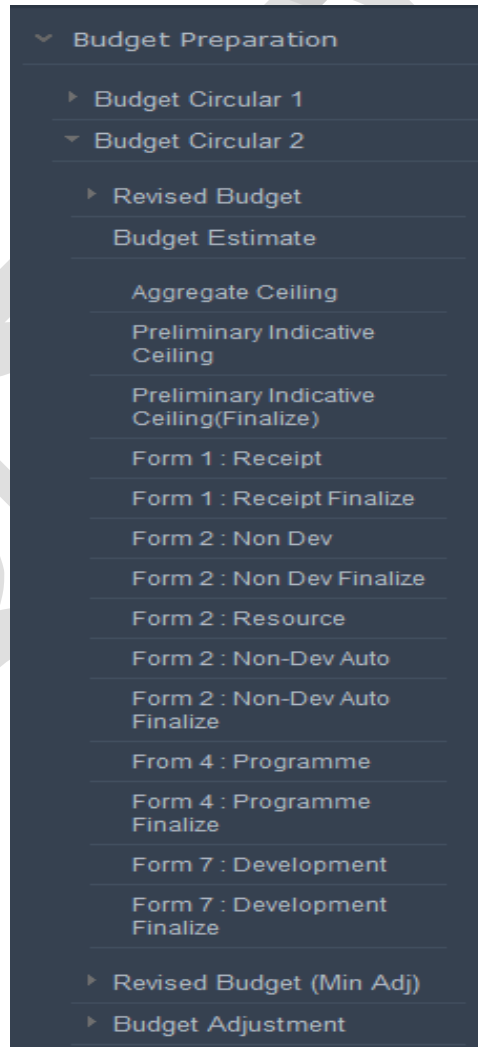 Budget Preparation
Budget Circular 1
Budget Circular 2
Revised Budget
Budget Estimate
Aggregate Ceiling
Preliminary Indicative
Ceiling
Preliminary Indicative
Ceiling(Finalize)
Form 1 : Receipt
Form 1 : Receipt Finalize
Form 2 : Non Dev
Form 2 : Non Dev Finalize
Form 2 : Resource
Form 2 : Non-Dev Auto
Form 2 : Non-Dev Auto
Finalize
From 4 : Programme
Form 4 : Programme
Finalize
Form 7 : Development
Form 7 : Development
Finalize
Revised Budget (Min Adj)
Budget Adjustment